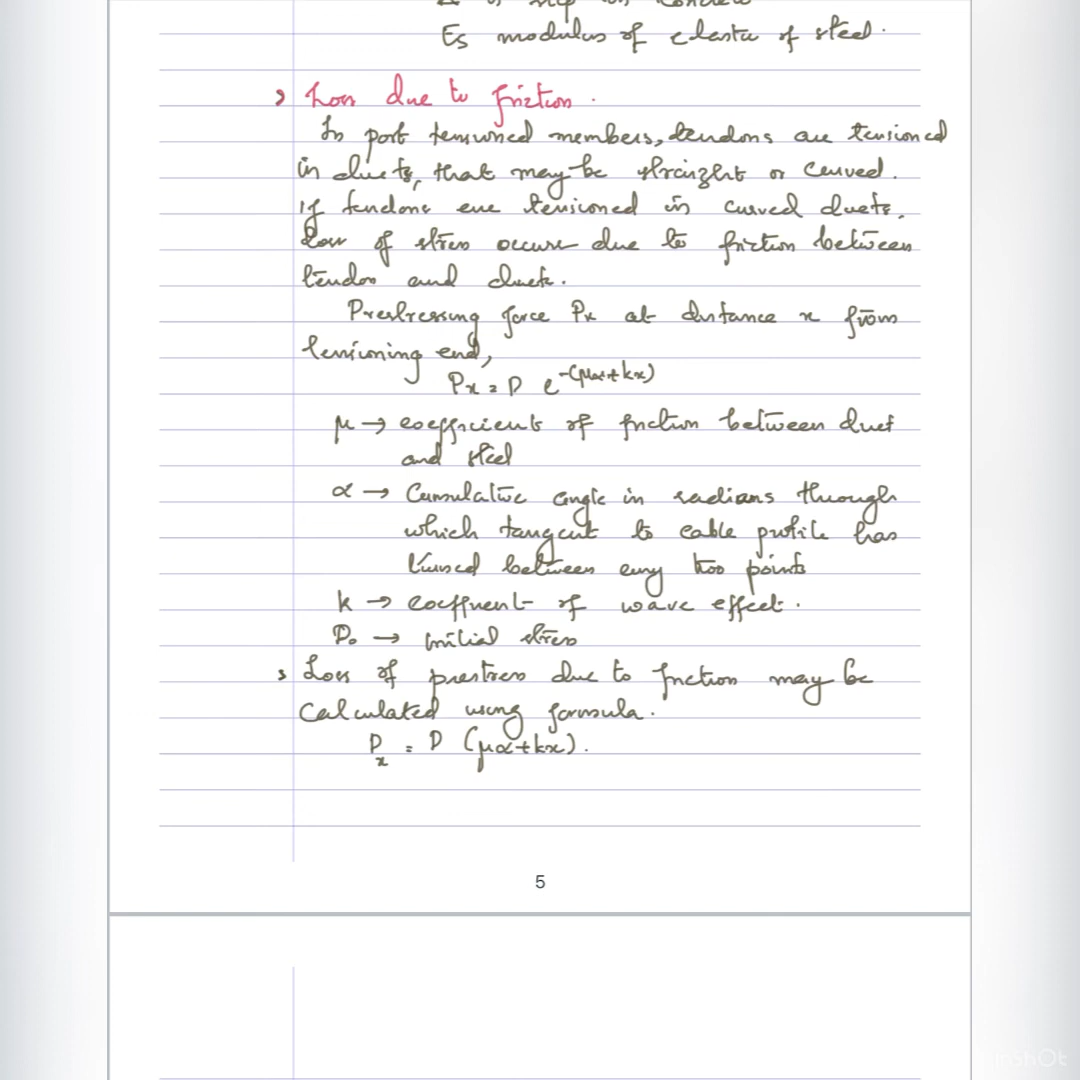 Es modulus of elasta of steel.
Loss due to friction.
In post tensioned members, tendons are tensioned
in ducts, that may be straight or curved.
If tendons are tensioned in curved ducts.
loss of stress occurs due to friction between
tendon and duct.
Prestressing force Px at distance x from
tensioning end,
Px = P e^-(μα+kx)
μ → coefficient of friction between duct
and steel
α → Cumulative angle in radians through
which tangent to cable profile has
turned between any too points
k → coeffuent of wave effect.
P₀ → initial stress
Loss of prestress due to friction may be
calculated using formula.
Px = P (μα+kx).
5
InShOt